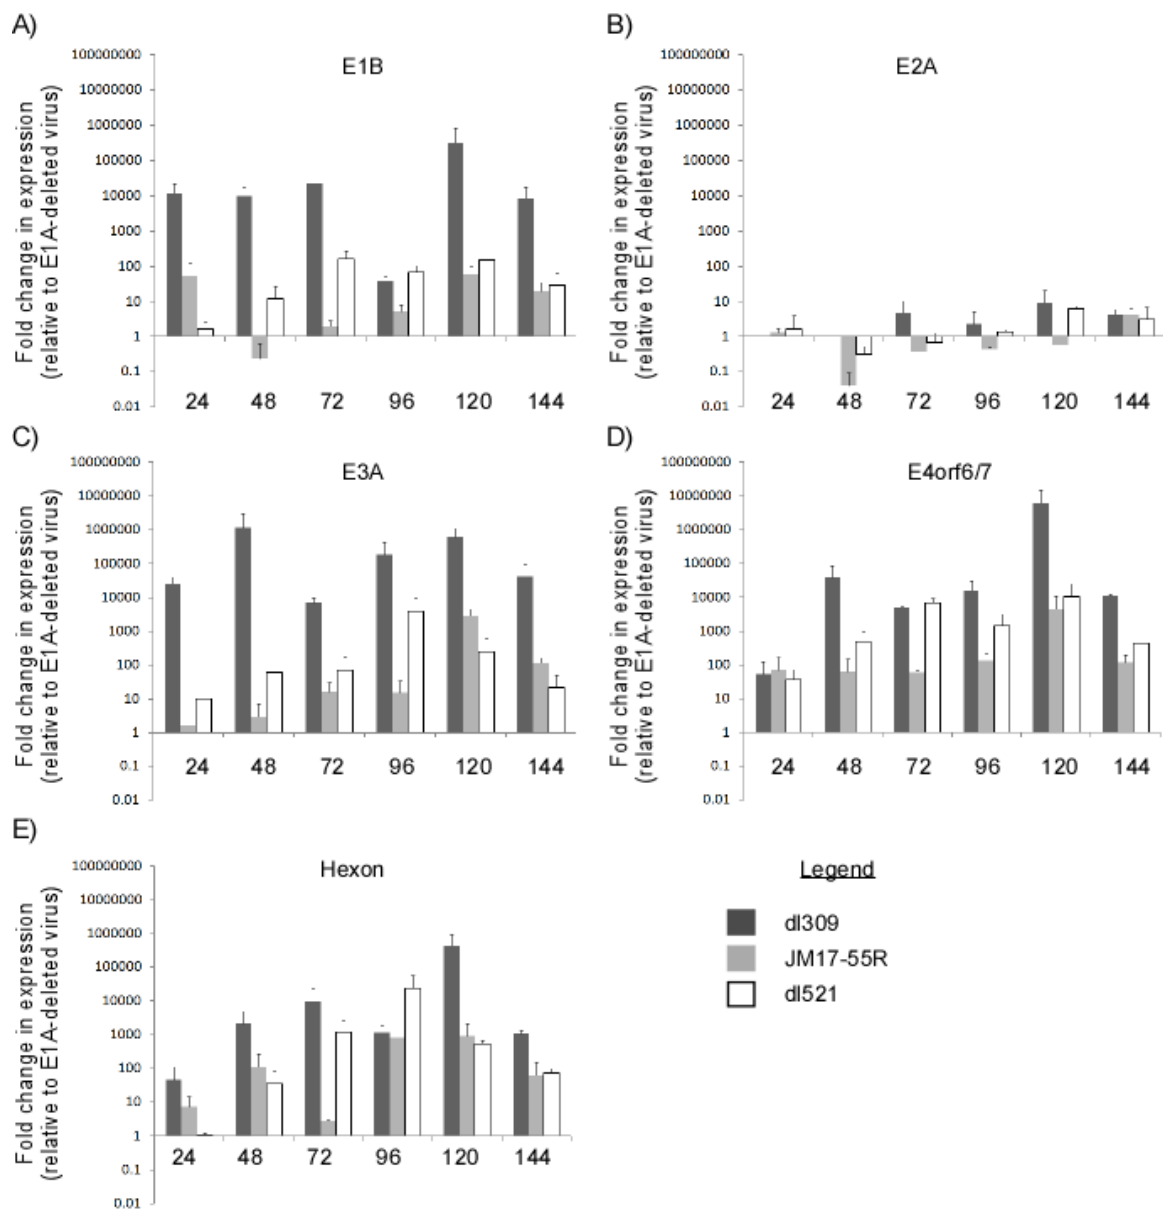 A)
E1B
Fold change in expression
(relative to E1A-deleted virus)
100000000
10000000
1000000
100000
10000
1000
100
10
1
0.1
0.01
24 48 72 96 120 144
B)
E2A
Fold change in expression
(relative to E1A-deleted virus)
100000000
10000000
1000000
100000
10000
1000
100
10
1
0.1
0.01
24 48 72 96 120 144
C)
E3A
Fold change in expression
(relative to E1A-deleted virus)
100000000
10000000
1000000
100000
10000
1000
100
10
1
0.1
0.01
24 48 72 96 120 144
D)
E4orf6/7
Fold change in expression
(relative to E1A-deleted virus)
100000000
10000000
1000000
100000
10000
1000
100
10
1
0.1
0.01
24 48 72 96 120 144
E)
Hexon
Fold change in expression
(relative to E1A-deleted virus)
100000000
10000000
1000000
100000
10000
1000
100
10
1
0.1
0.01
24 48 72 96 120 144
Legend
dl309
JM17-55R
dl521